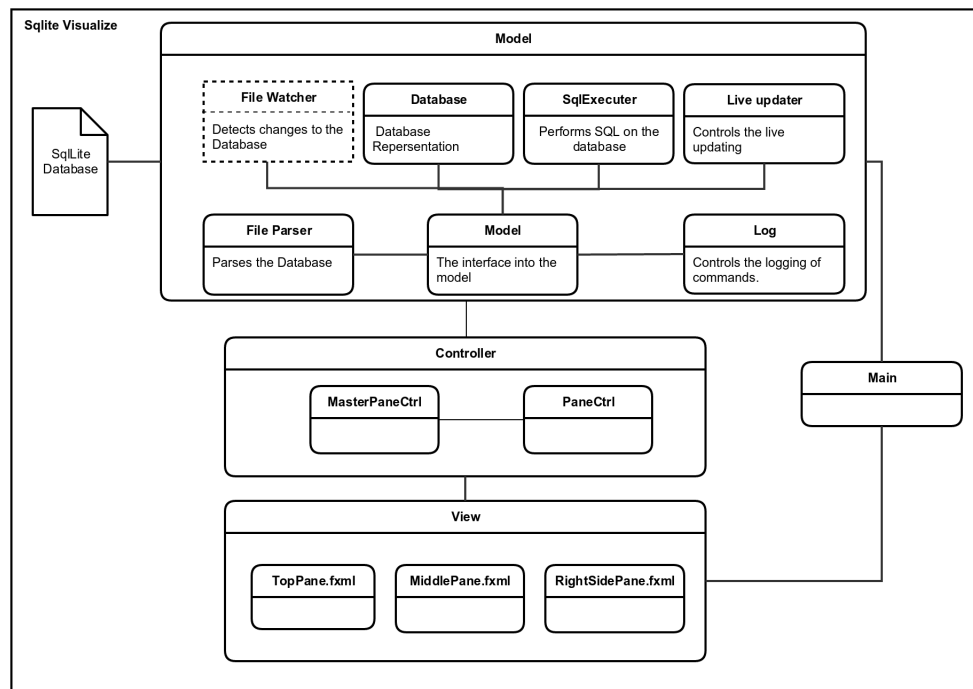 Sqlite Visualize
Model
File Watcher
Detects changes to the
Database
Database
Database
Repersentation
SqlExecuter
Performs SQL on the
database
Live updater
Controls the live
updating
SqlLite
Database
File Parser
Parses the Database
Model
The interface into the
model
Log
Controls the logging of
commands.
Controller
MasterPaneCtrl
PaneCtrl
Main
View
TopPane.fxml
MiddlePane.fxml
RightSidePane.fxml